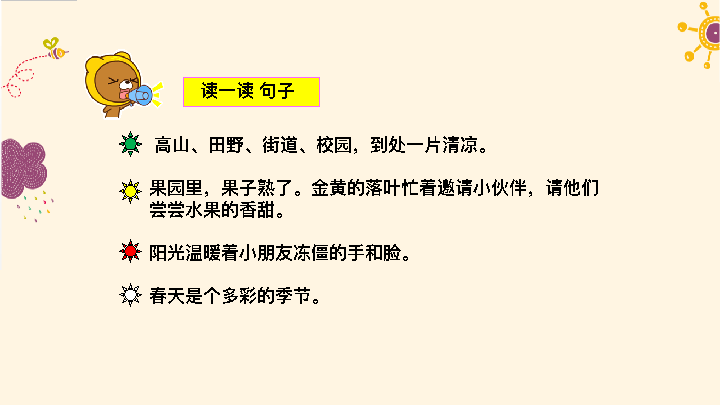 读一读 句子
高山、田野、街道、校园，到处一片清凉。
果园里，果子熟了。金黄的落叶忙着邀请小伙伴，请他们
尝尝水果的香甜。
阳光温暖着小朋友冻僵的手和脸。
春天是个多彩的季节。